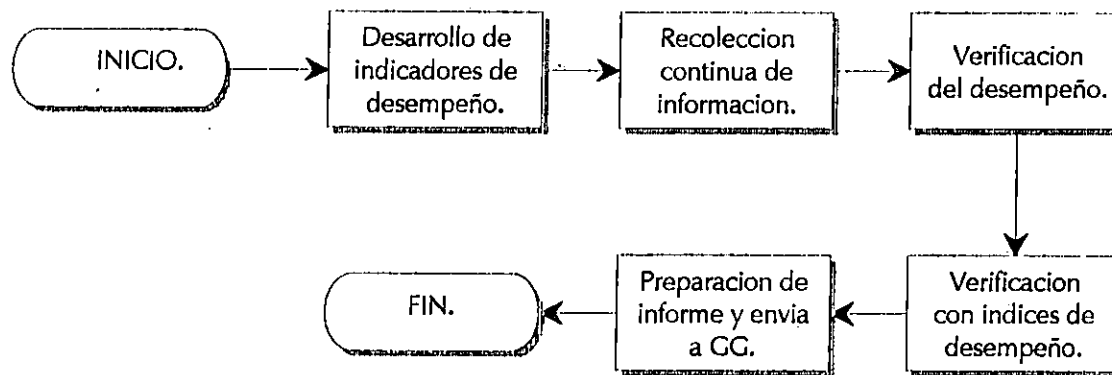 INICIO.
Desarrollo de
indicadores de
desempeño.
Recoleccion
continua de
informacion.
Verificacion
del desempeño.
Verificacion
con indices de
desempeño.
Preparacion de
informe y envia
a GG.
FIN.